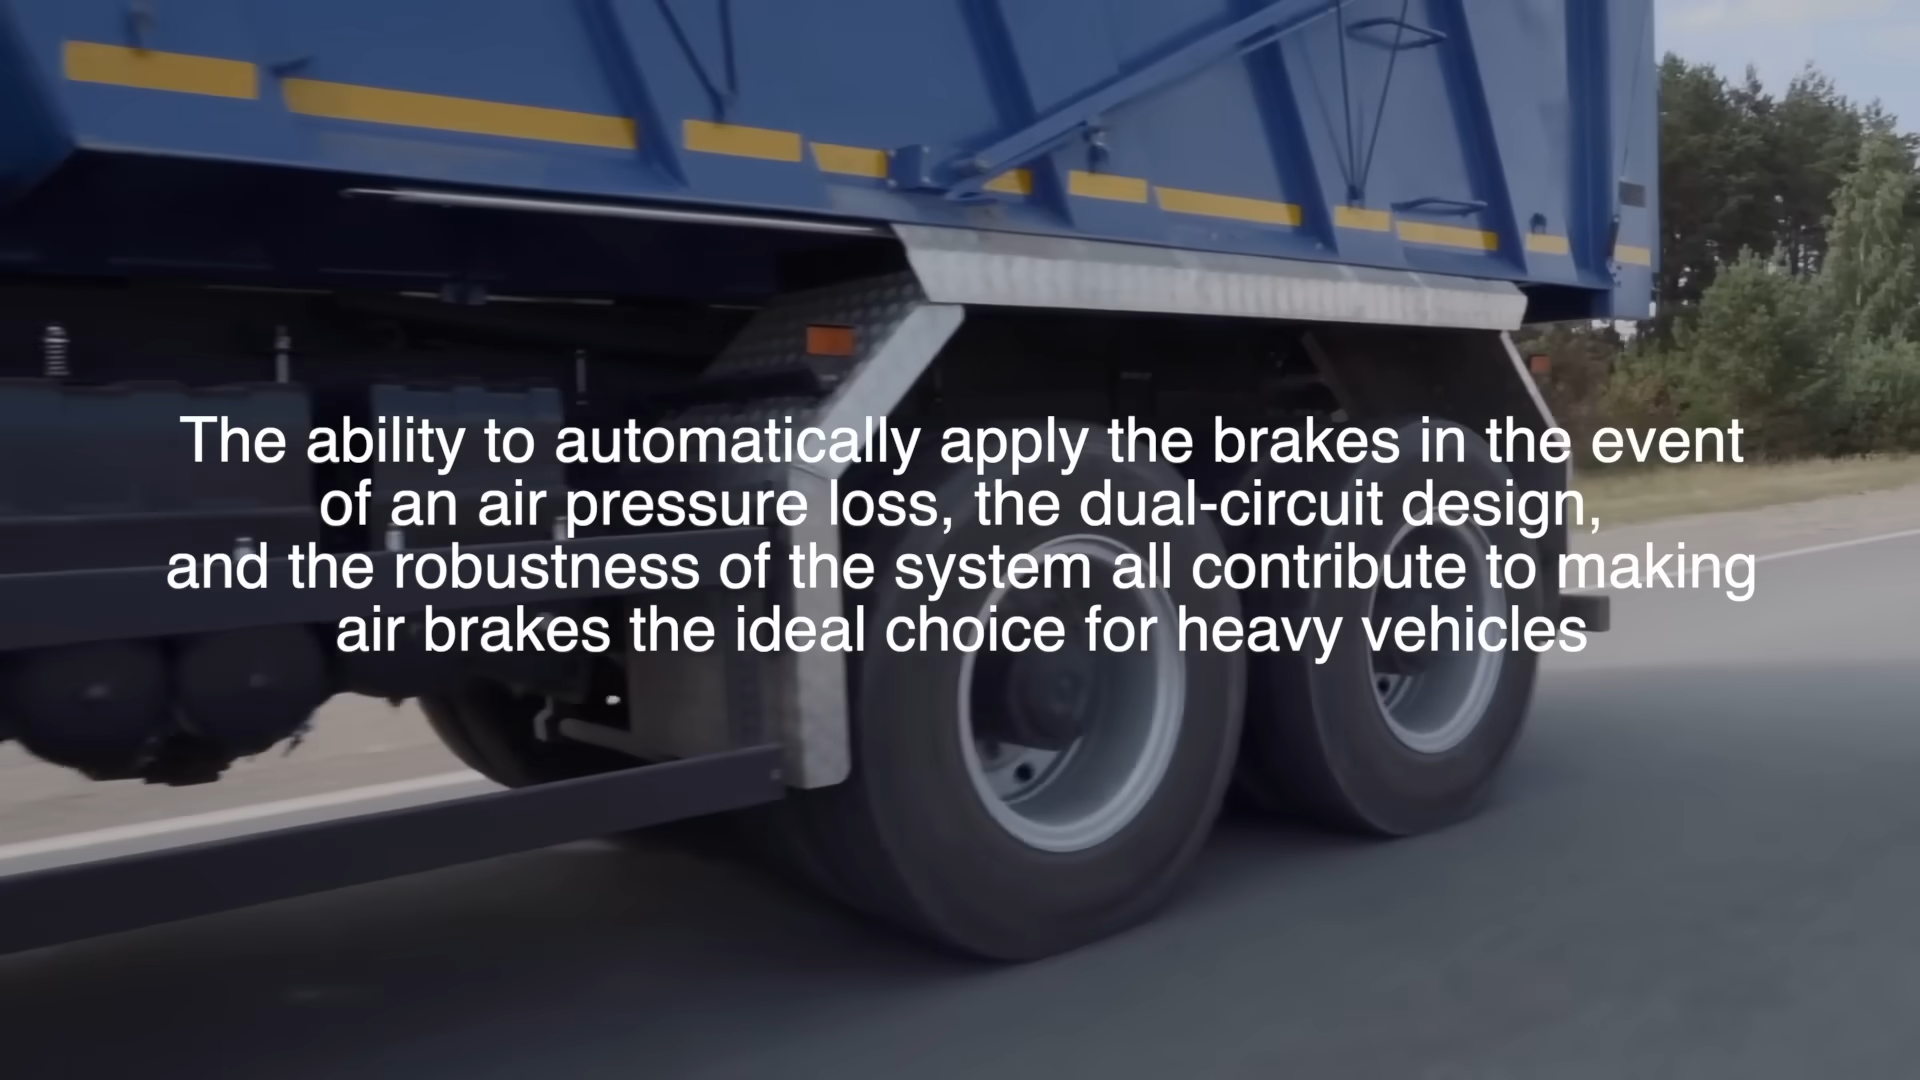 The ability to automatically apply the brakes in the event
of an air pressure loss, the dual-circuit design,
and the robustness of the system all contribute to making
air brakes the ideal choice for heavy vehicles